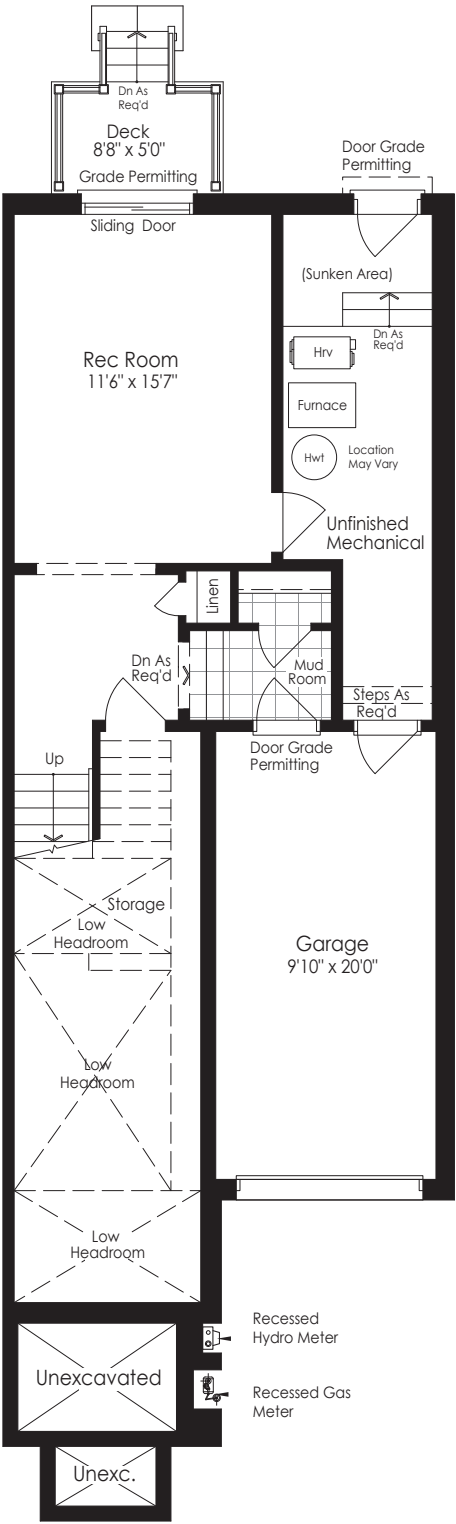 Dn As
Req'd
Deck
8'8" x 5'0"
Grade Permitting
Sliding Door
Door Grade
Permitting
(Sunken Area)
Dn As
Req'd
Hrv
Furnace
Hwt
Location
May Vary
Rec Room
11'6" x 15'7"
Unfinished
Mechanical
Linen
Dn As
Req'd
Mud
Room
Steps As
Req'd
Door Grade
Permitting
Up
Storage
Low
Headroom
Garage
9'10" x 20'0"
Low
Headroom
Low
Headroom
Recessed
Hydro Meter
Unexcavated
Recessed Gas
Meter
Unexc.